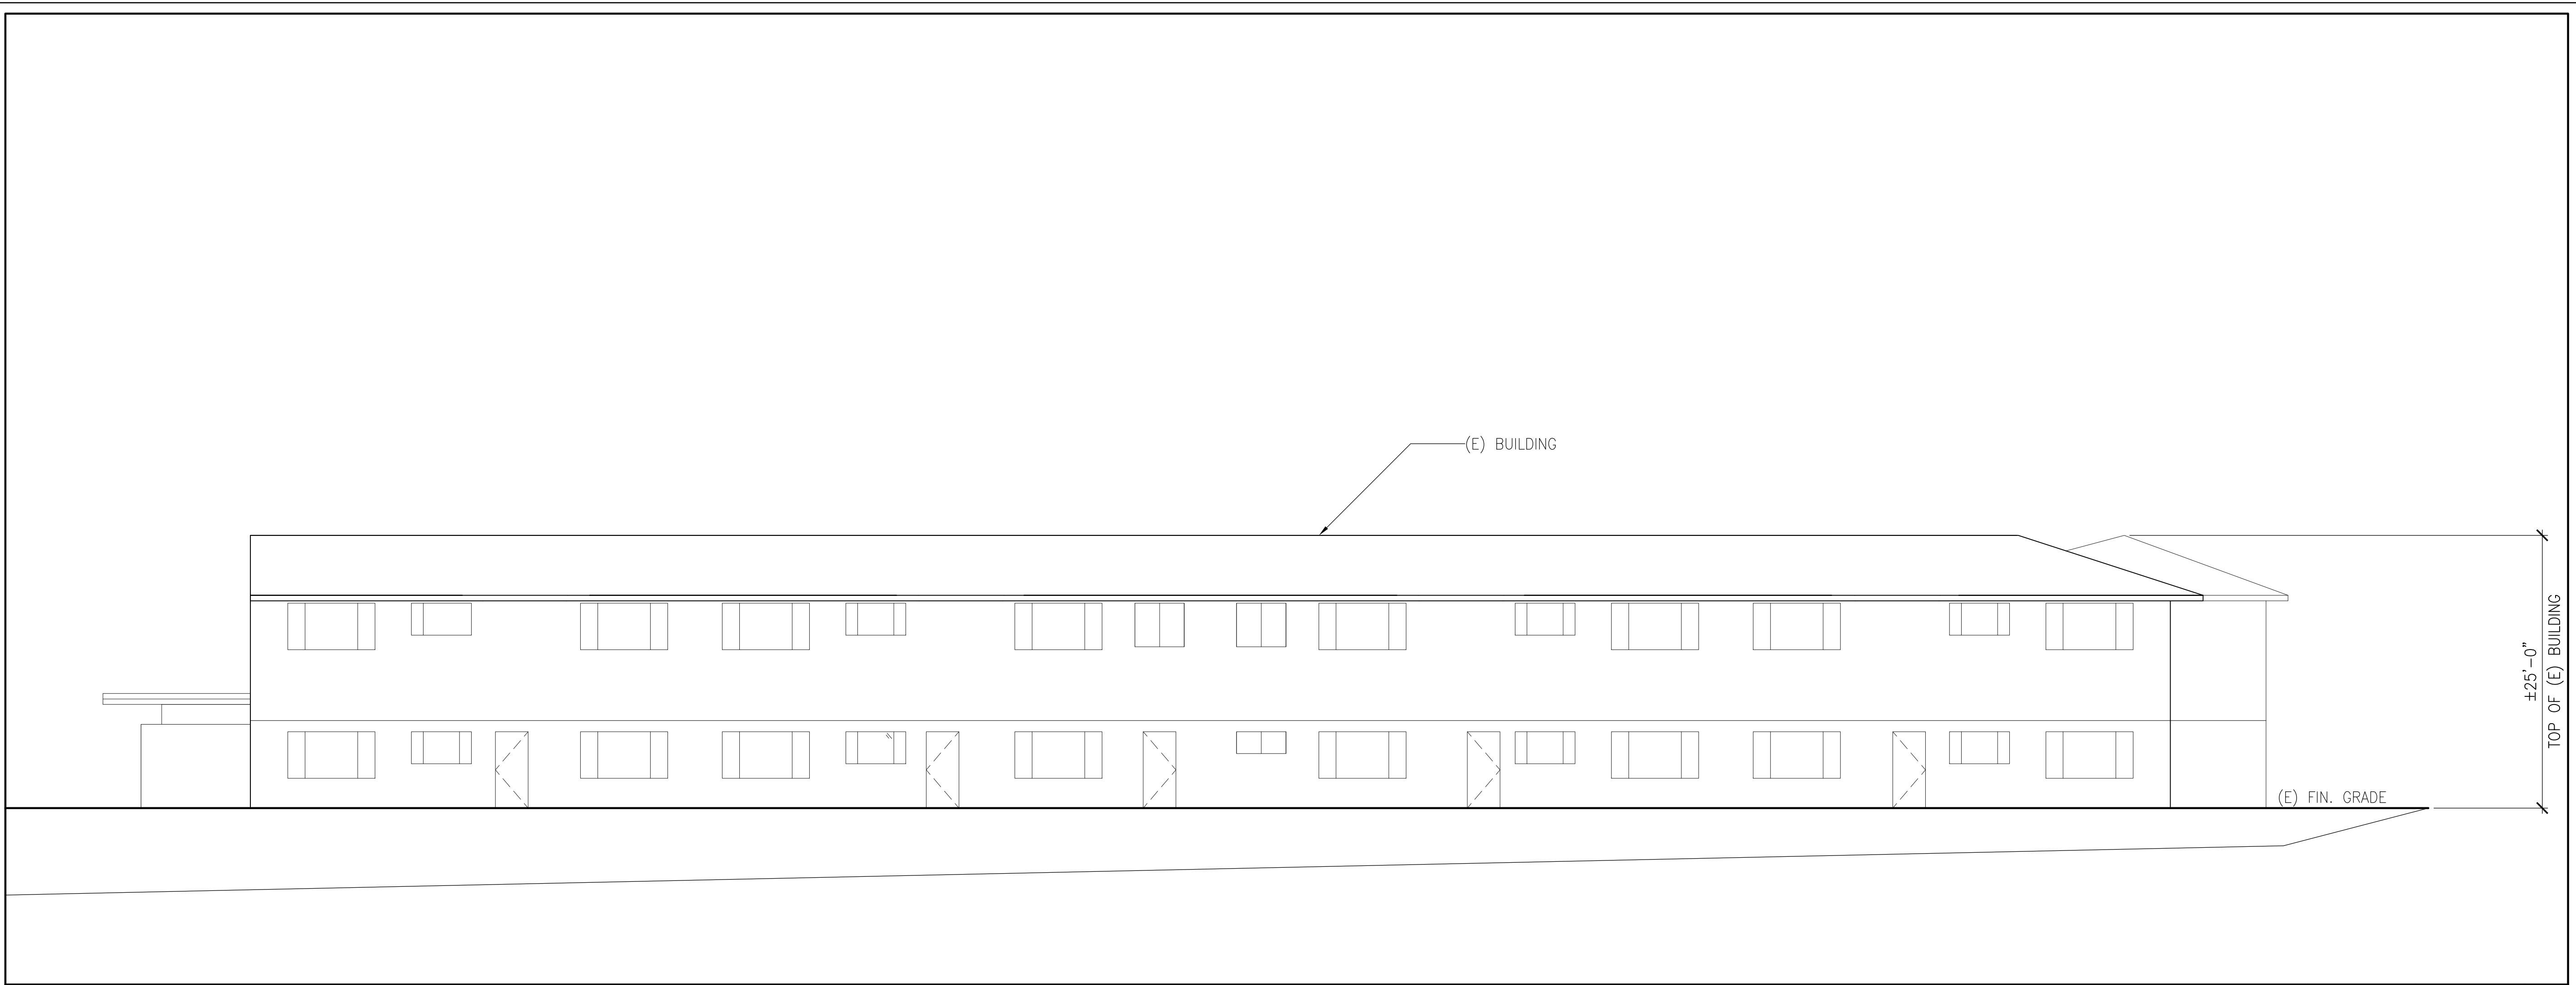 (E) BUILDING
±25'-0"
TOP OF (E) BUILDING
(E) FIN. GRADE